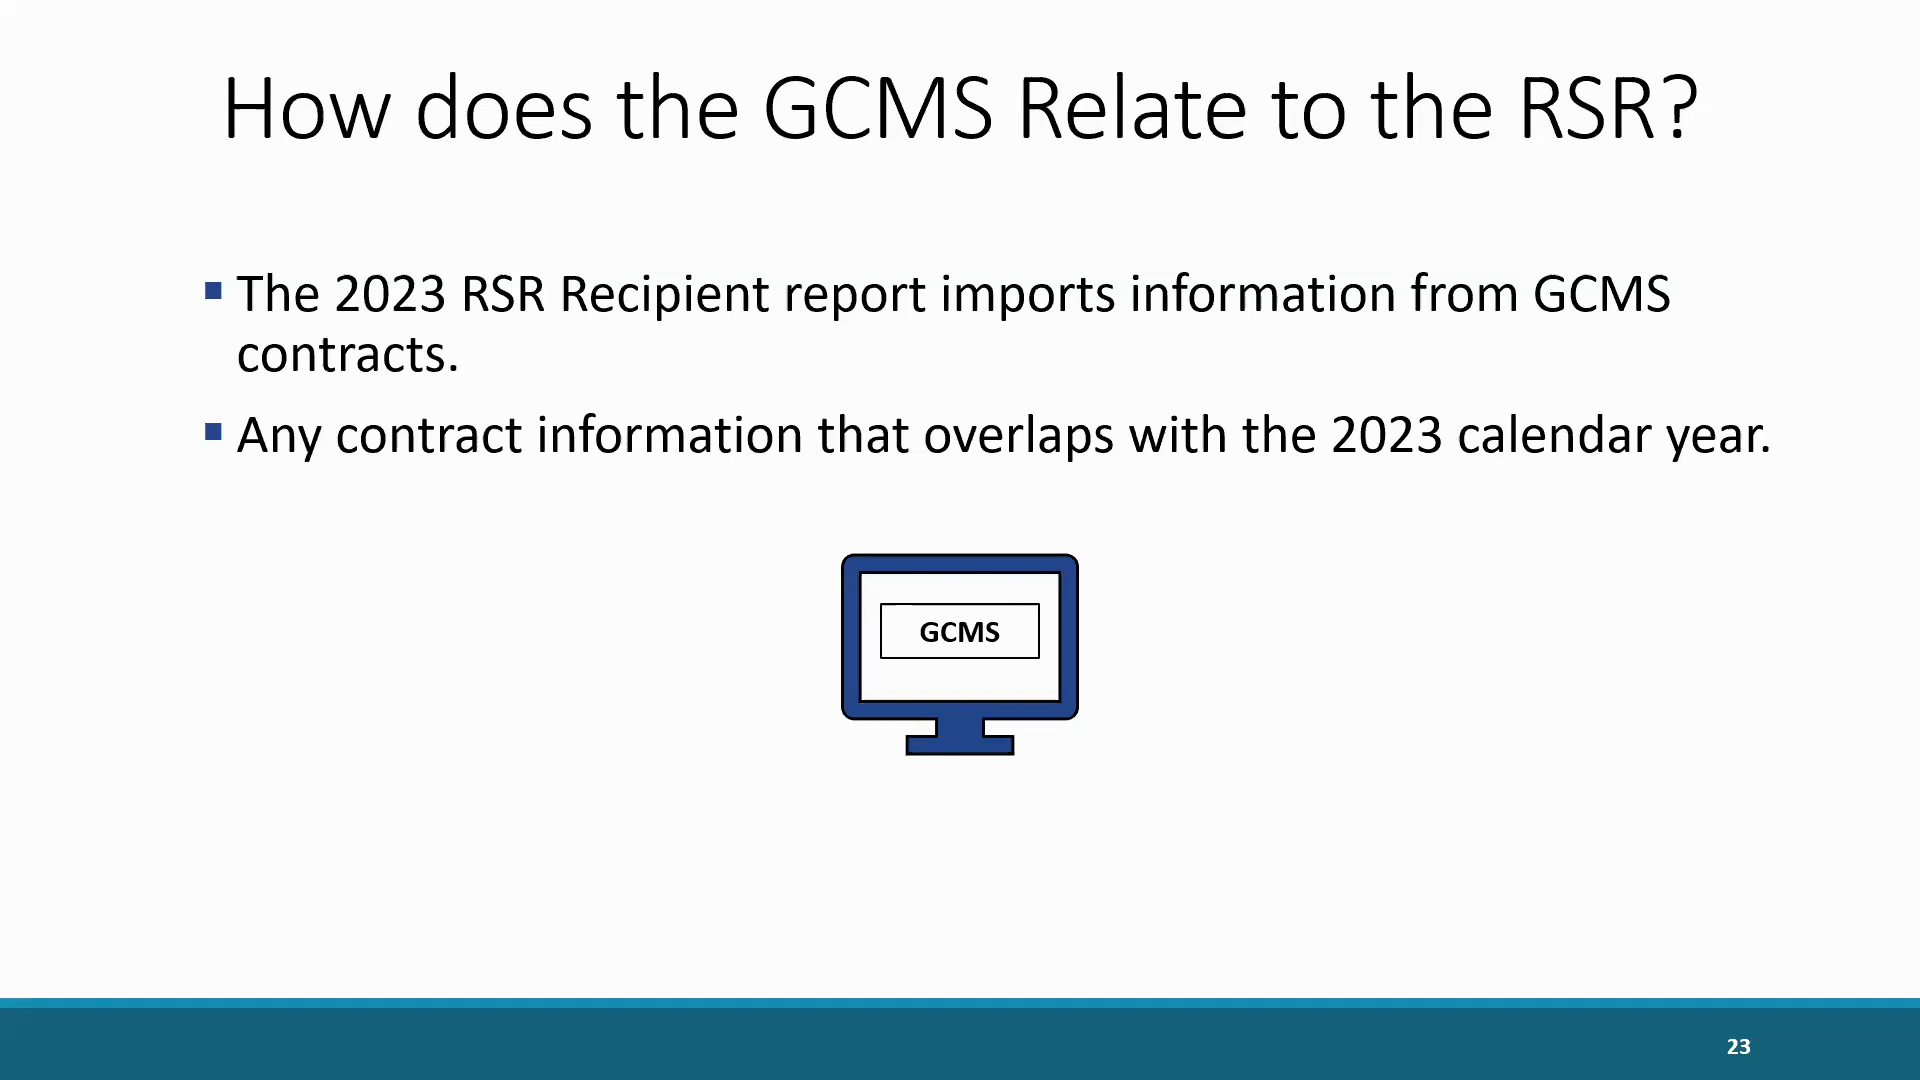 How does the GCMS Relate to the RSR?
The 2023 RSR Recipient report imports information from GCMS
contracts.
Any contract information that overlaps with the 2023 calendar year.
GCMS
23